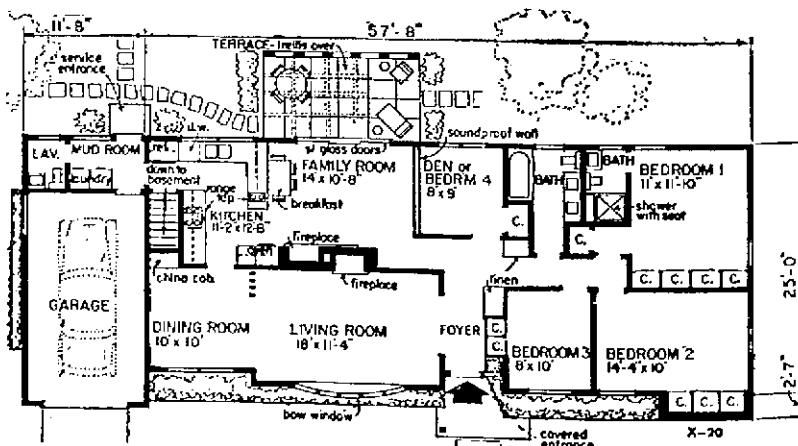 11'-8"
57'-8"
TERRACE-trellis over
service
entrance
soundproof wall
d.w.
LAV.
MUD ROOM
ref.
w/ glass doors
FAMILY ROOM
14' x 10'-8"
DEN or
BEDRM 4
8' x 9'
BATH
BATH
BEDROOM 1
11' x 11'-10"
laundry
down to
basement
range
top
breakfast
shower
with seat
KITCHEN
11'-2" x 12'-8"
C.
C.
fireplace
OVEN
25'-0"
china cab.
fireplace
linen
C.
C.
C.
C.
GARAGE
DINING ROOM
10' x 10'
LIVING ROOM
18' x 11'-4"
FOYER
C.
C.
BEDROOM 3
8' x 10'
BEDROOM 2
14'-4" x 10'
2'-7"
C.
C.
C.
bow window
covered
entrance
X-20